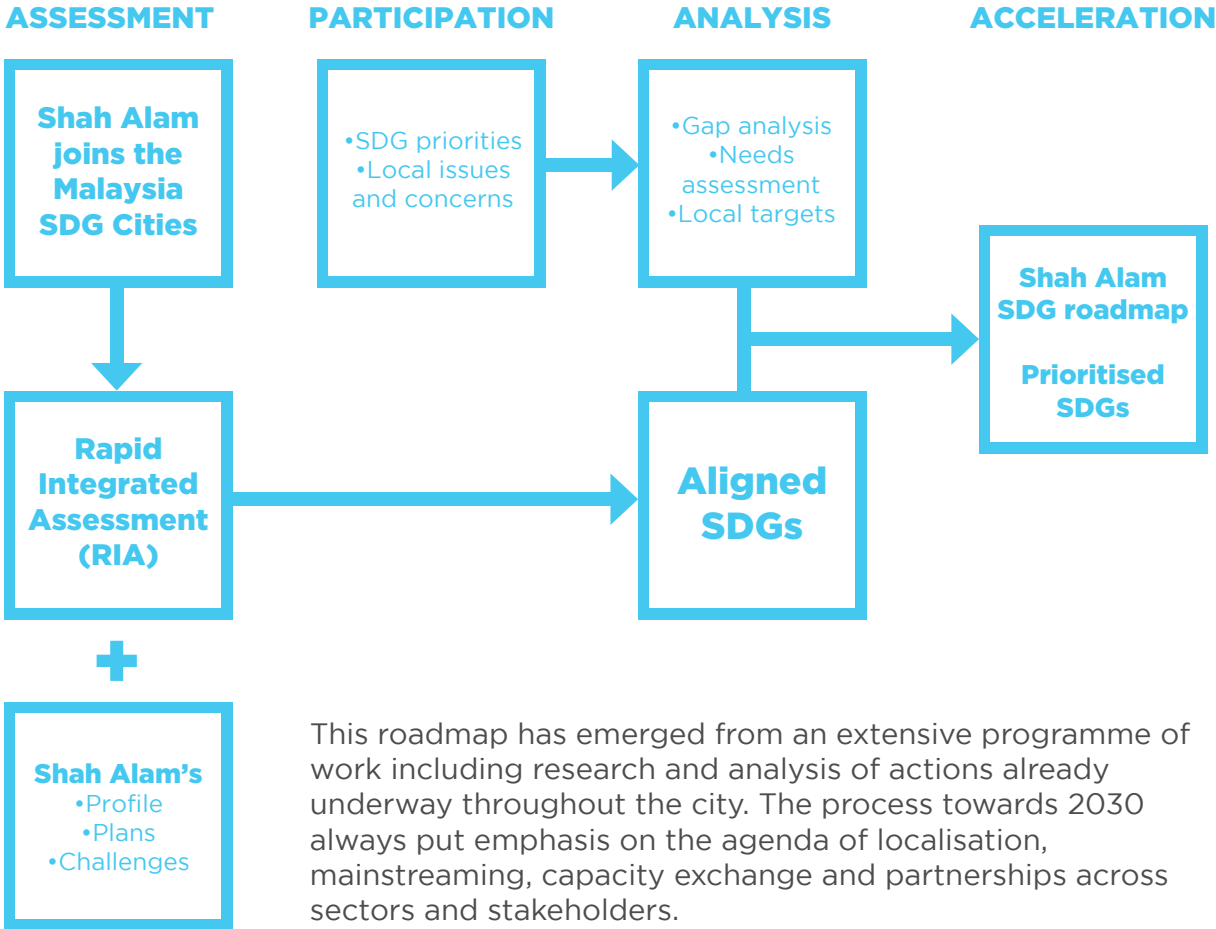 ASSESSMENT
PARTICIPATION
ANALYSIS
ACCELERATION
Shah Alam
joins the
Malaysia
SDG Cities
•SDG priorities
•Local issues
and concerns
•Gap analysis
•Needs
assessment
•Local targets
Shah Alam
SDG roadmap
Prioritised
SDGs
Rapid
Integrated
Assessment
(RIA)
Aligned
SDGs
Shah Alam's
•Profile
•Plans
•Challenges
This roadmap has emerged from an extensive programme of
work including research and analysis of actions already
underway throughout the city. The process towards 2030
always put emphasis on the agenda of localisation,
mainstreaming, capacity exchange and partnerships across
sectors and stakeholders.